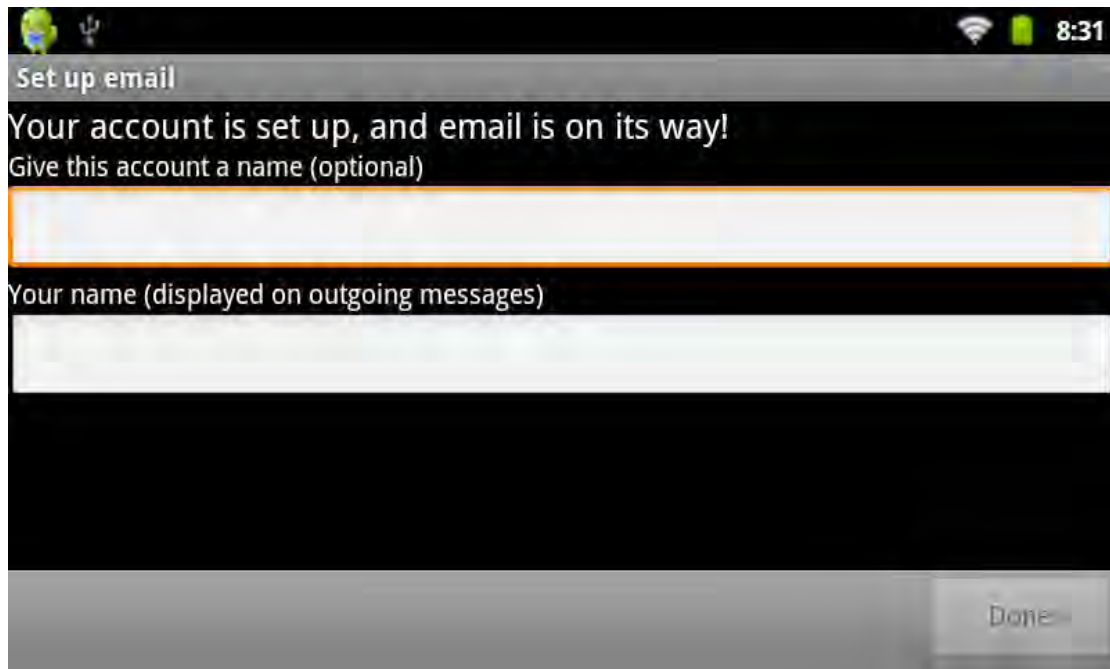 8:31
Set up email
Your account is set up, and email is on its way!
Give this account a name (optional)
Your name (displayed on outgoing messages)
Done